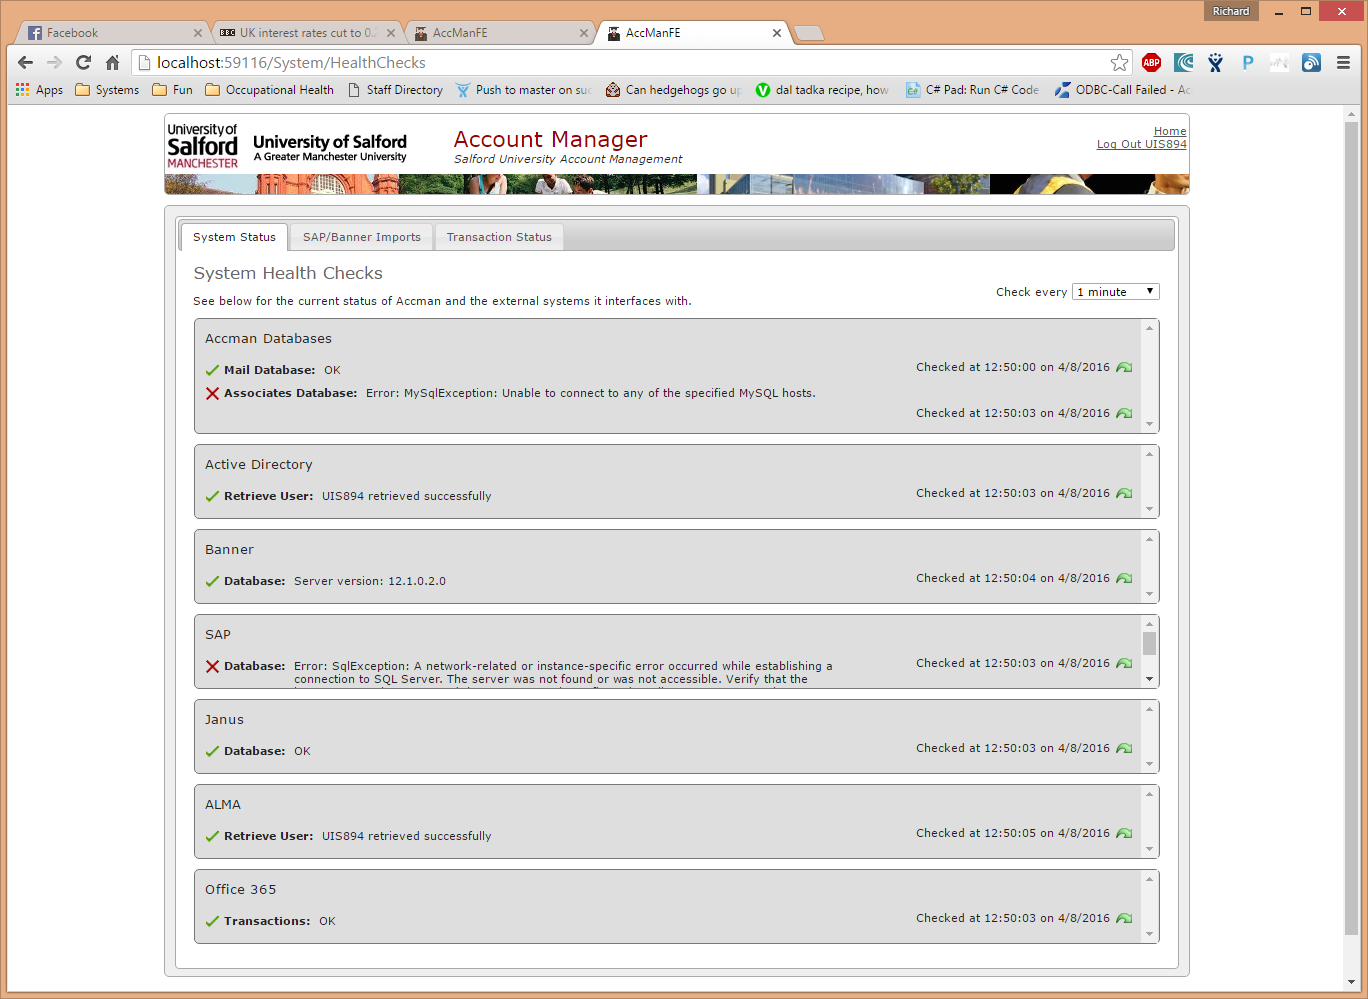 Richard
Facebook
BBC UK interest rates cut to 0.
AccManFE
AccManFE
localhost:59116/System/HealthChecks
ABP
P
Apps
Systems
Fun
Occupational Health
Staff Directory
Push to master on suc
Can hedgehogs go up
dal tadka recipe, how
C# Pad: Run C# Code
ODBC-Call Failed - Ac
University of
Salford
MANCHESTER
University of Salford
A Greater Manchester University
Account Manager
Salford University Account Management
Home
Log Out UIS894
System Status
SAP/Banner Imports
Transaction Status
System Health Checks
See below for the current status of Accman and the external systems it interfaces with.
Check every 1 minute
Accman Databases
Mail Database: OK
Checked at 12:50:00 on 4/8/2016
Associates Database: Error: MySqlException: Unable to connect to any of the specified MySQL hosts.
Checked at 12:50:03 on 4/8/2016
Active Directory
Retrieve User: UIS894 retrieved successfully
Checked at 12:50:03 on 4/8/2016
Banner
Database: Server version: 12.1.0.2.0
Checked at 12:50:04 on 4/8/2016
SAP
Database: Error: SqlException: A network-related or instance-specific error occurred while establishing a
connection to SQL Server. The server was not found or was not accessible. Verify that the
Checked at 12:50:03 on 4/8/2016
Janus
Database: OK
Checked at 12:50:03 on 4/8/2016
ALMA
Retrieve User: UIS894 retrieved successfully
Checked at 12:50:05 on 4/8/2016
Office 365
Transactions: OK
Checked at 12:50:03 on 4/8/2016